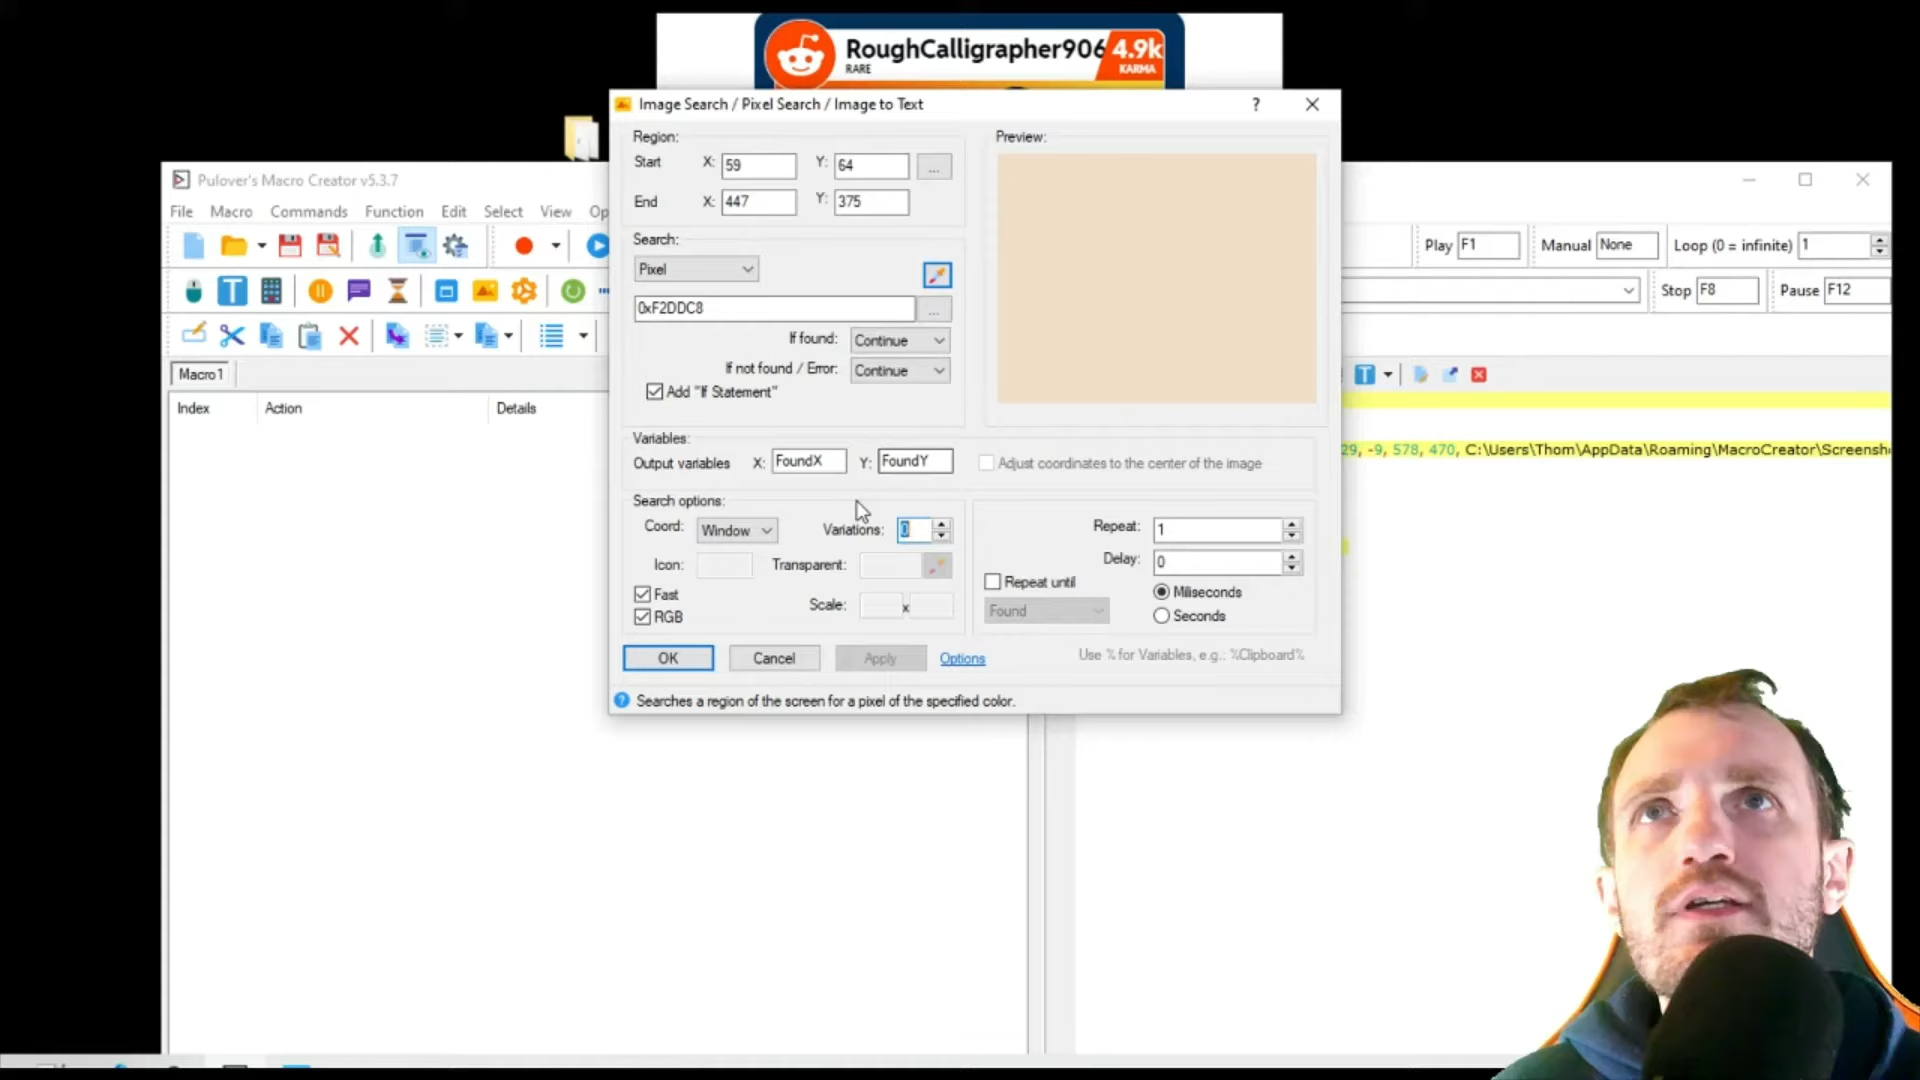 RoughCalligrapher906
RARE
4.9k
KARMA
Image Search / Pixel Search / Image to Text
?
Region:
Start X: 59 Y: 64 ...
End X: 447 Y: 375
Preview:
Search:
Pixel
0xF2DDC8 ...
If found: Continue
If not found / Error: Continue
Add "If Statement"
Variables:
Output variables X: FoundX Y: FoundY
Adjust coordinates to the center of the image
Search options:
Coord: Window Variations: 0
Icon: Transparent:
Fast
Scale: x
RGB
Repeat: 1
Delay: 0
Repeat until
Found
Miliseconds
Seconds
OK Cancel Apply Options
Use % for Variables, e.g.: %Clipboard%
? Searches a region of the screen for a pixel of the specified color.
Pulover's Macro Creator v5.3.7
File Macro Commands Function Edit Select View Op
Play F1 Manual None Loop (0 = infinite) 1
Stop F8 Pause F12
Macro1
Index Action Details
29, -9, 578, 470, C:\Users\Thom\AppData\Roaming\MacroCreator\Screensh